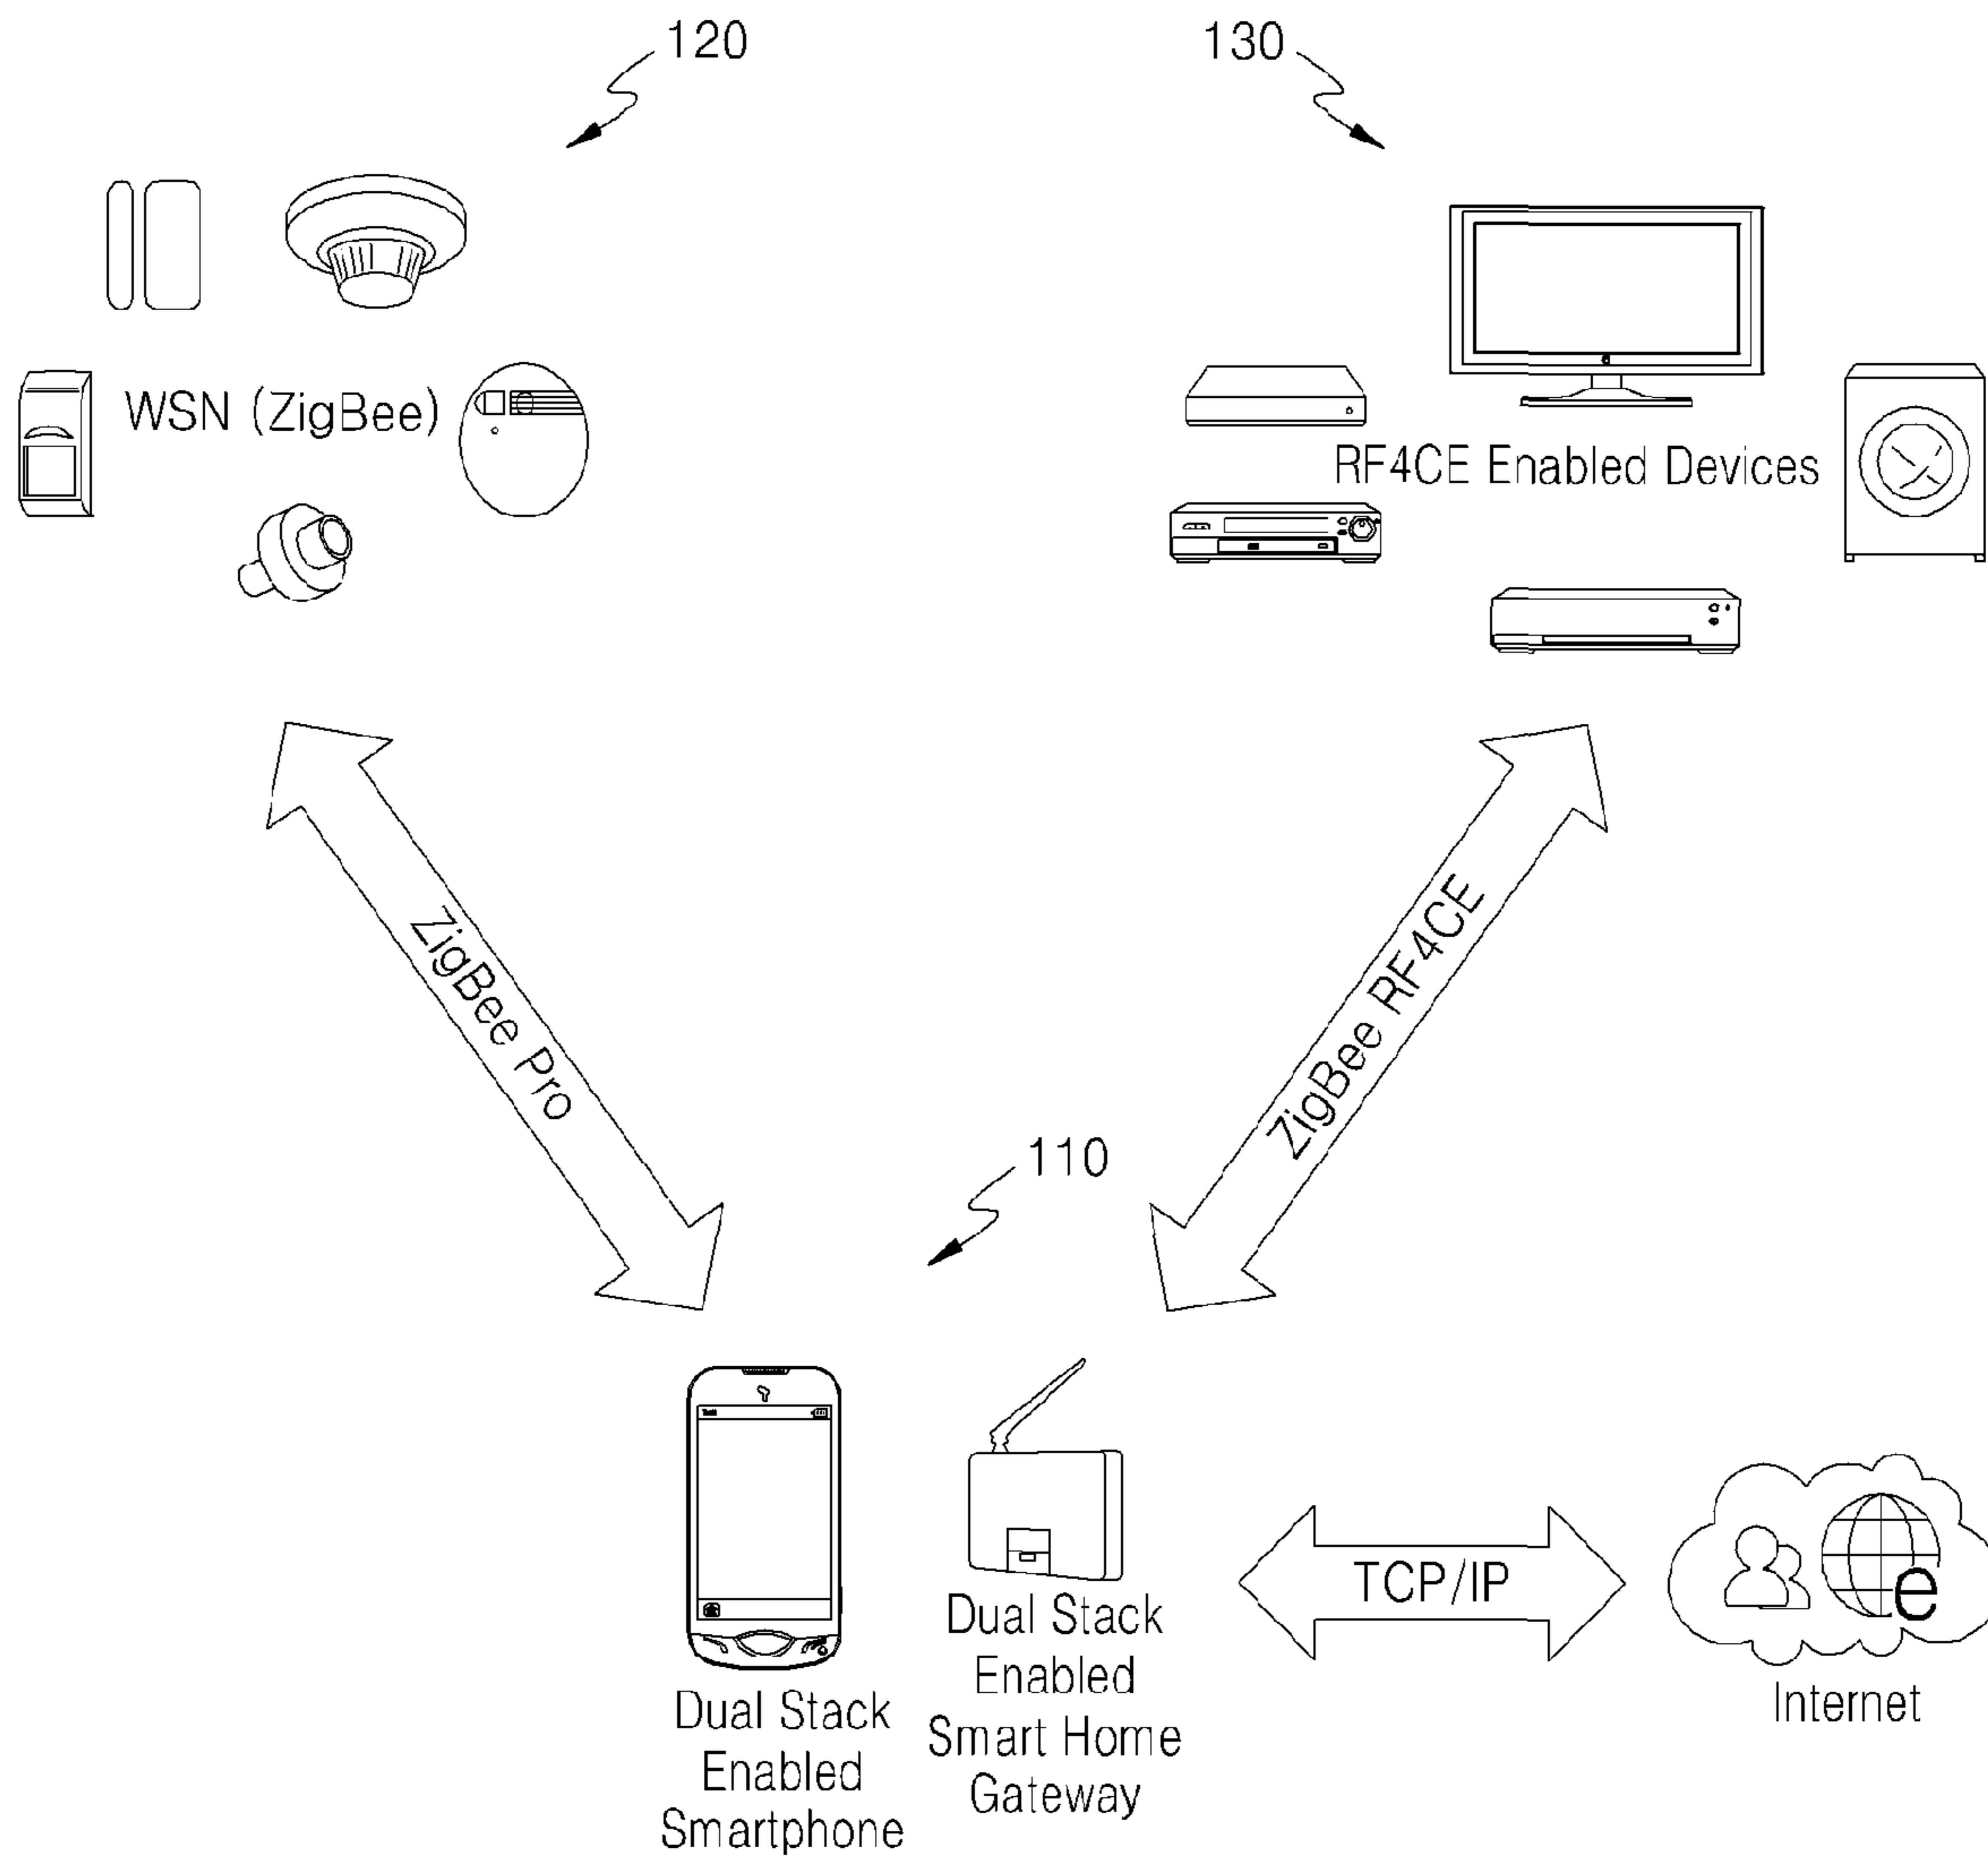 120
130
WSN (ZigBee)
RF4CE Enabled Devices
ZigBee Pro
ZigBee RF4CE
110
Dual Stack
Enabled
Smartphone
Dual Stack
Enabled
Smart Home
Gateway
TCP/IP
e
Internet